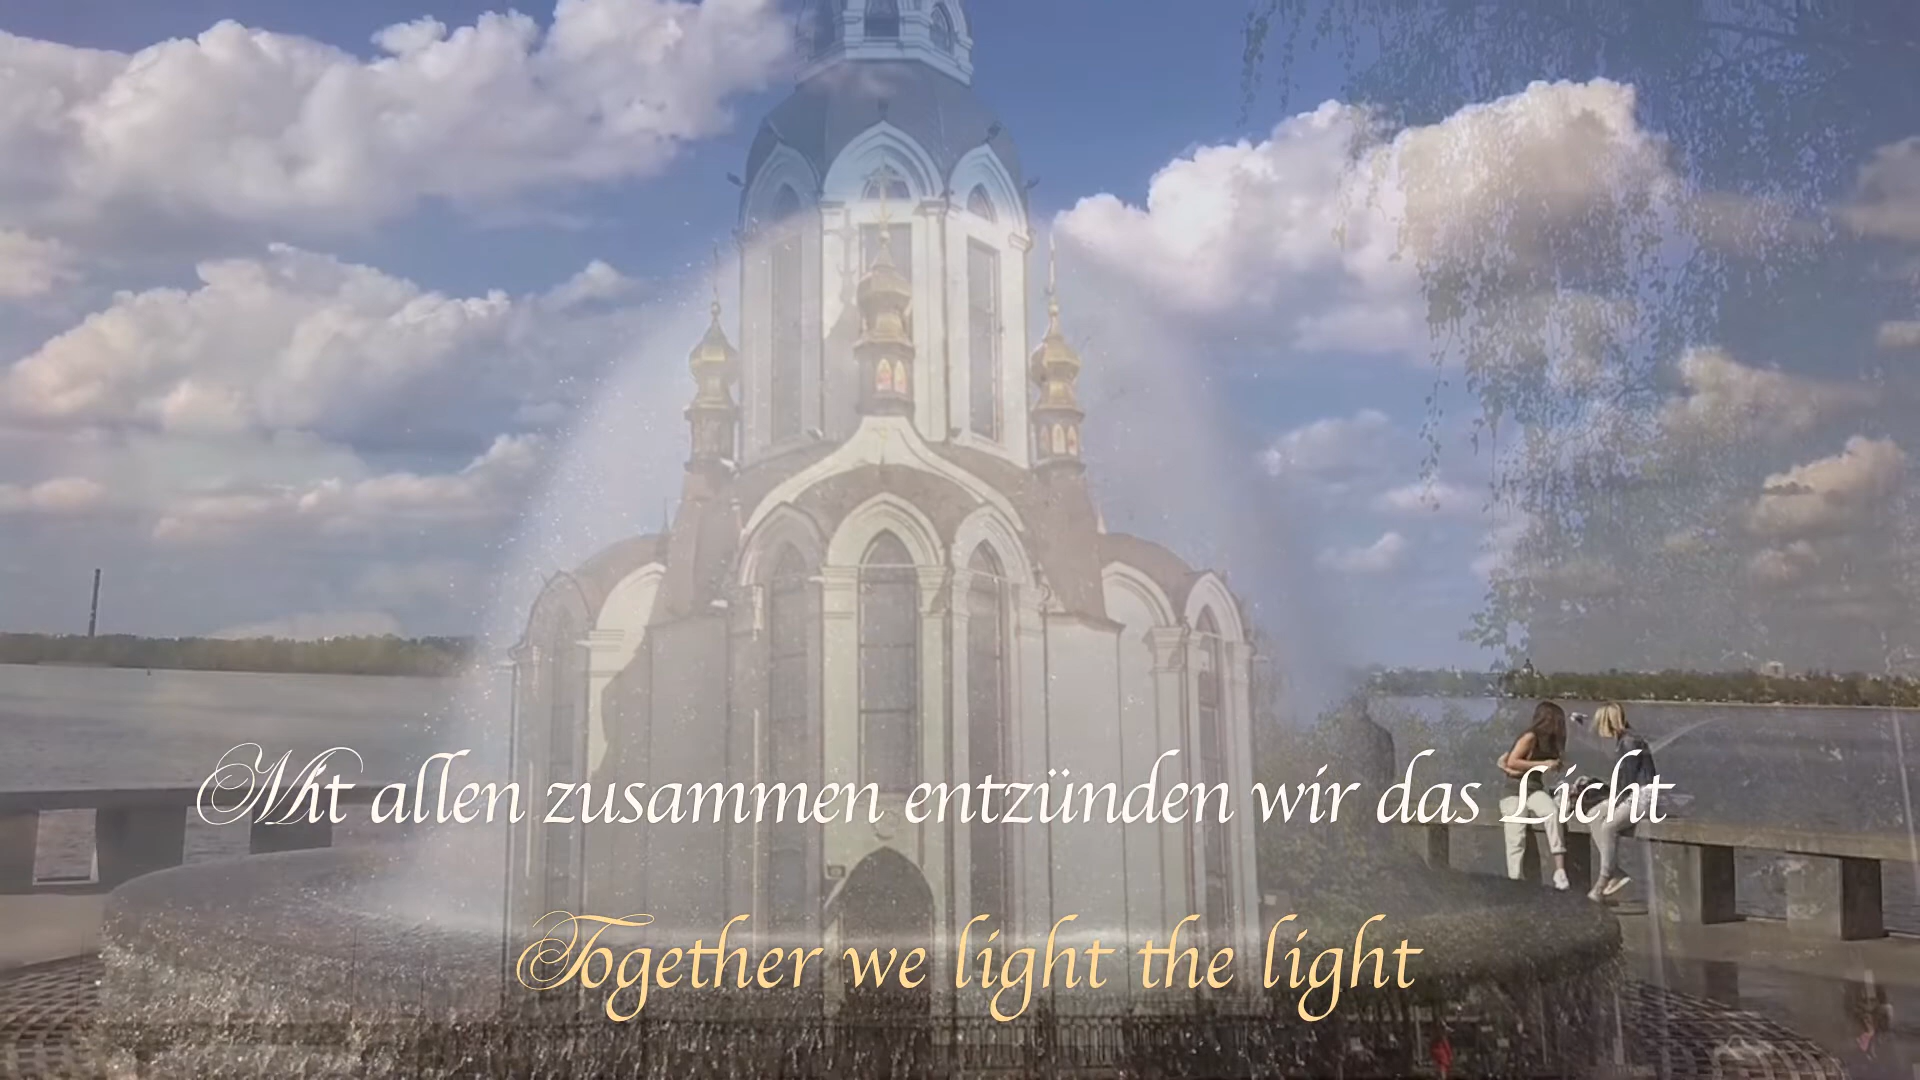 Mit allen zusammen entzünden wir das Licht
Together we light the light